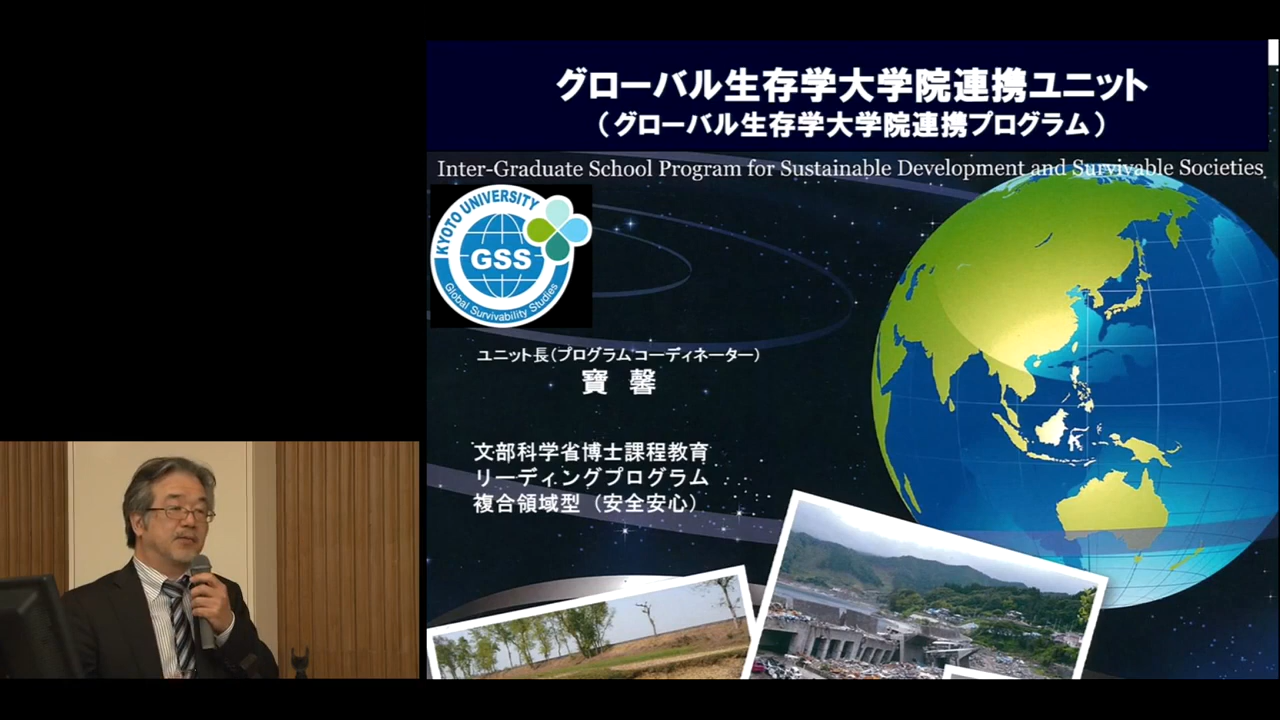 グローバル生存学大学院連携ユニット
（グローバル生存学大学院連携プログラム）
Inter-Graduate School Program for Sustainable Development and Survivable Societies
KYOTO UNIVERSITY
GSS
Global Survivability Studies
ユニット長（プログラムコーディネーター）
寶 馨
文部科学省博士課程教育
リーディングプログラム
複合領域型（安全安心）